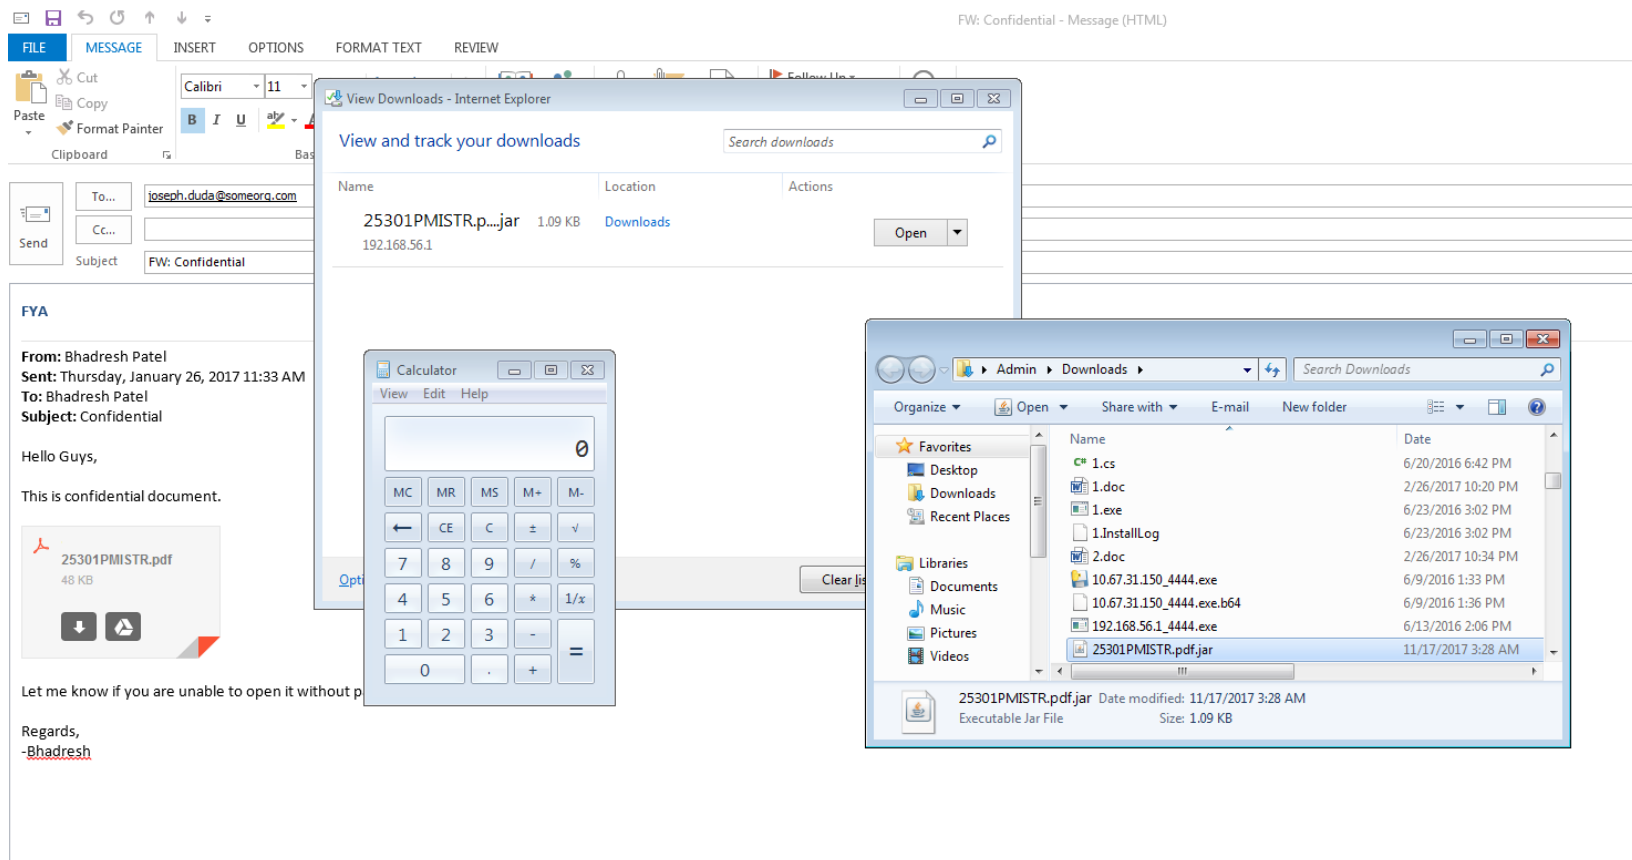 FW: Confidential - Message (HTML)
FILE MESSAGE INSERT OPTIONS FORMAT TEXT REVIEW
Cut
Copy
Format Painter
Paste
Clipboard
Calibri 11
B I U
Bas
Follow Up
Send
To... joseph.duda@someorg.com
Cc...
Subject FW: Confidential
FYA
From: Bhadresh Patel
Sent: Thursday, January 26, 2017 11:33 AM
To: Bhadresh Patel
Subject: Confidential
Hello Guys,
This is confidential document.
25301PMISTR.pdf
48 KB
Let me know if you are unable to open it without p
Regards,
-Bhadresh
View Downloads - Internet Explorer
View and track your downloads
Search downloads
Name Location Actions
25301PMISTR.p....jar 1.09 KB Downloads
192.168.56.1
Open
Opti
Clear lis
Calculator
View Edit Help
0
MC MR MS M+ M-
← CE C ± √
7 8 9 / %
4 5 6 * 1/x
1 2 3 - =
0 . +
Admin Downloads
Search Downloads
Organize Open Share with E-mail New folder
Favorites
Desktop
Downloads
Recent Places
Libraries
Documents
Music
Pictures
Videos
Name Date
1.cs 6/20/2016 6:42 PM
1.doc 2/26/2017 10:20 PM
1.exe 6/23/2016 3:02 PM
1.InstallLog 6/23/2016 3:02 PM
2.doc 2/26/2017 10:34 PM
10.67.31.150_4444.exe 6/9/2016 1:33 PM
10.67.31.150_4444.exe.b64 6/9/2016 1:36 PM
192.168.56.1_4444.exe 6/13/2016 2:06 PM
25301PMISTR.pdf.jar 11/17/2017 3:28 AM
25301PMISTR.pdf.jar Date modified: 11/17/2017 3:28 AM
Executable Jar File Size: 1.09 KB